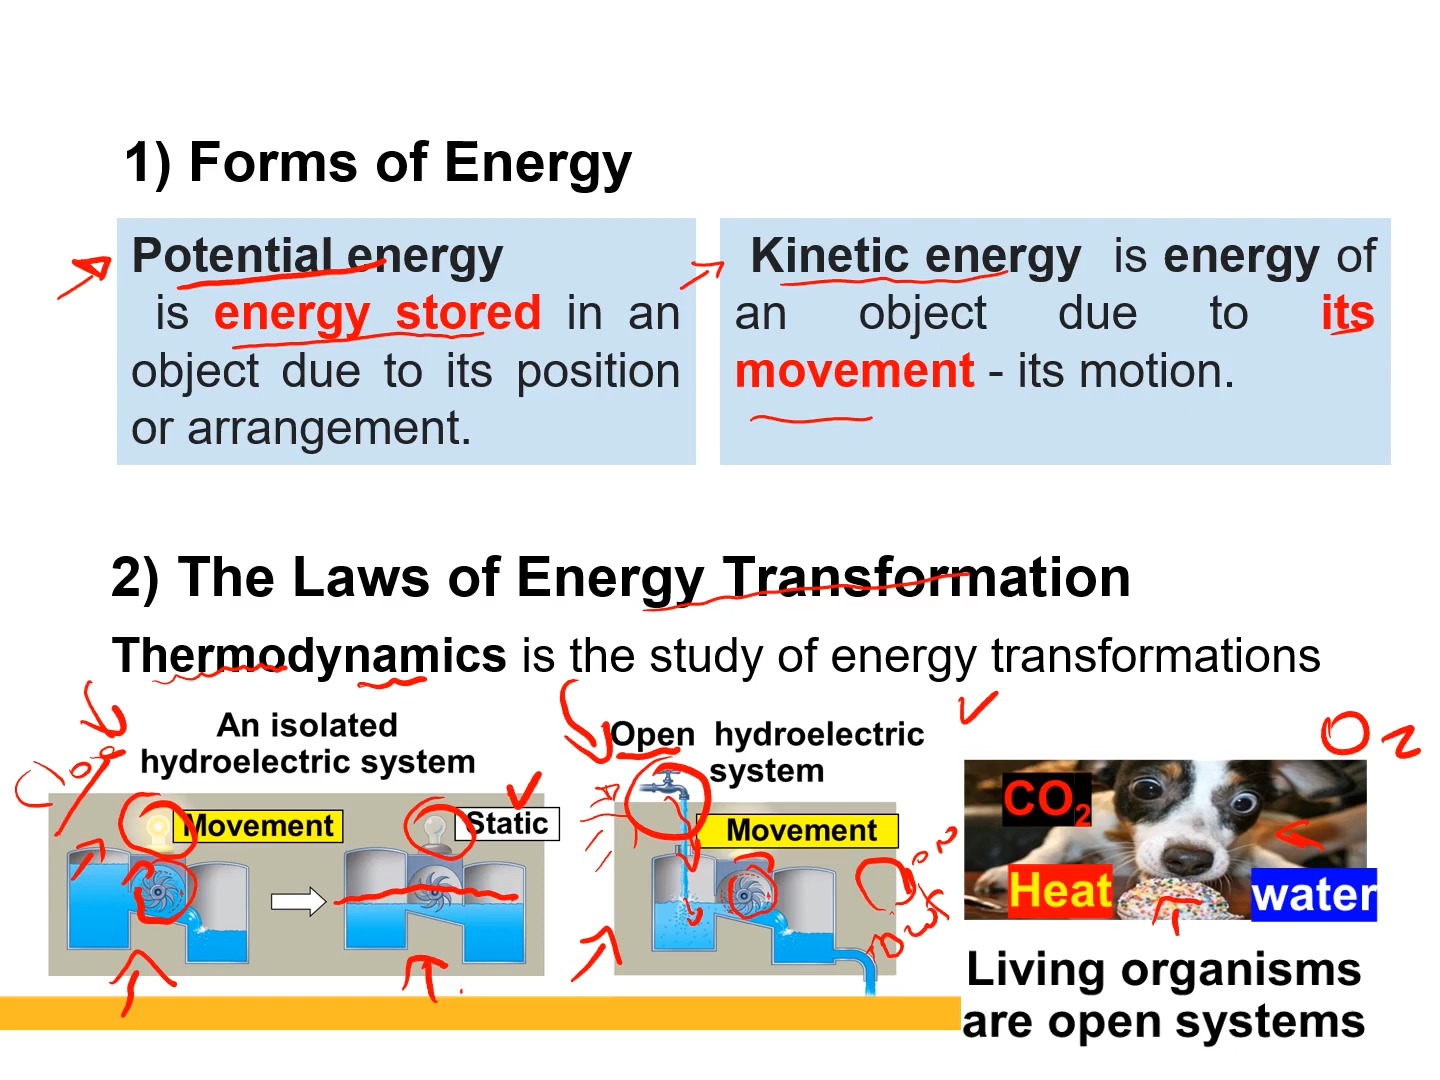 1) Forms of Energy
Potential energy
is energy stored in an
object due to its position
or arrangement.
Kinetic energy is energy of
an object due to its
movement - its motion.
2) The Laws of Energy Transformation
Thermodynamics is the study of energy transformations
An isolated
hydroelectric system
Movement
Static
Open hydroelectric
system
Movement
O2
CO2
Heat
water
Living organisms
are open systems